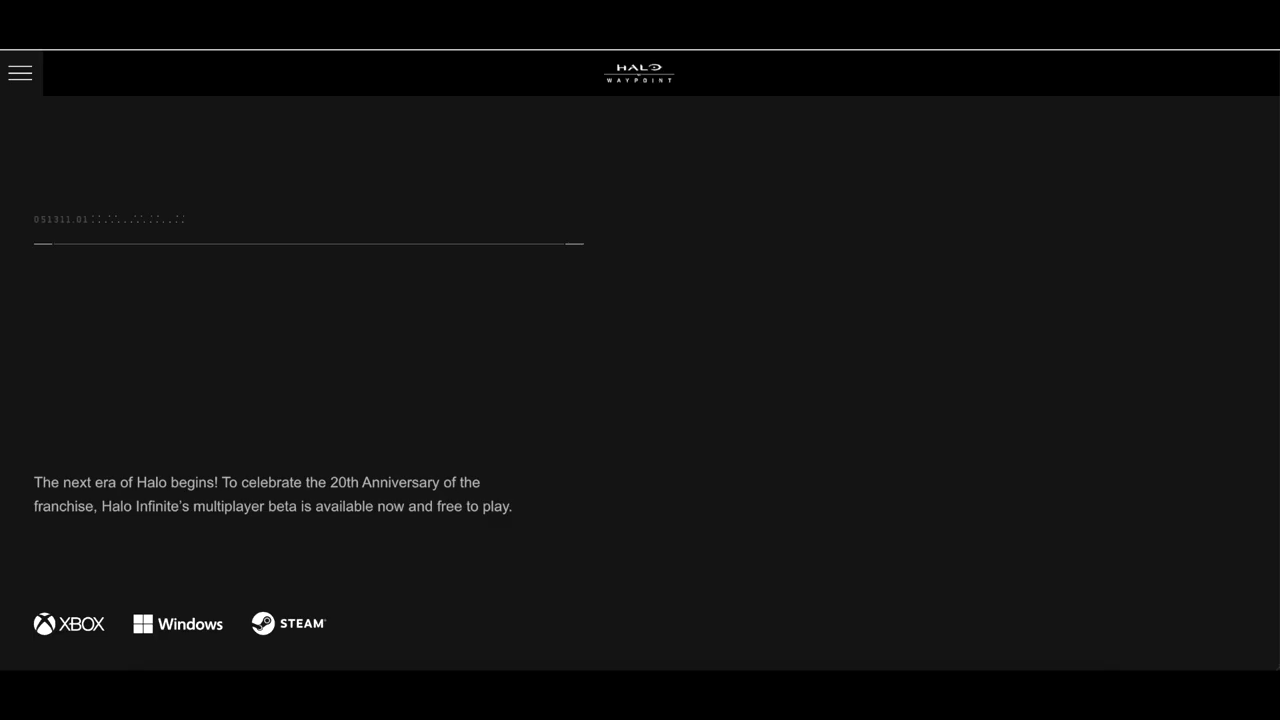 HALO
WAYPOINT
051311.01
The next era of Halo begins! To celebrate the 20th Anniversary of the
franchise, Halo Infinite’s multiplayer beta is available now and free to play.
XBOX Windows STEAM